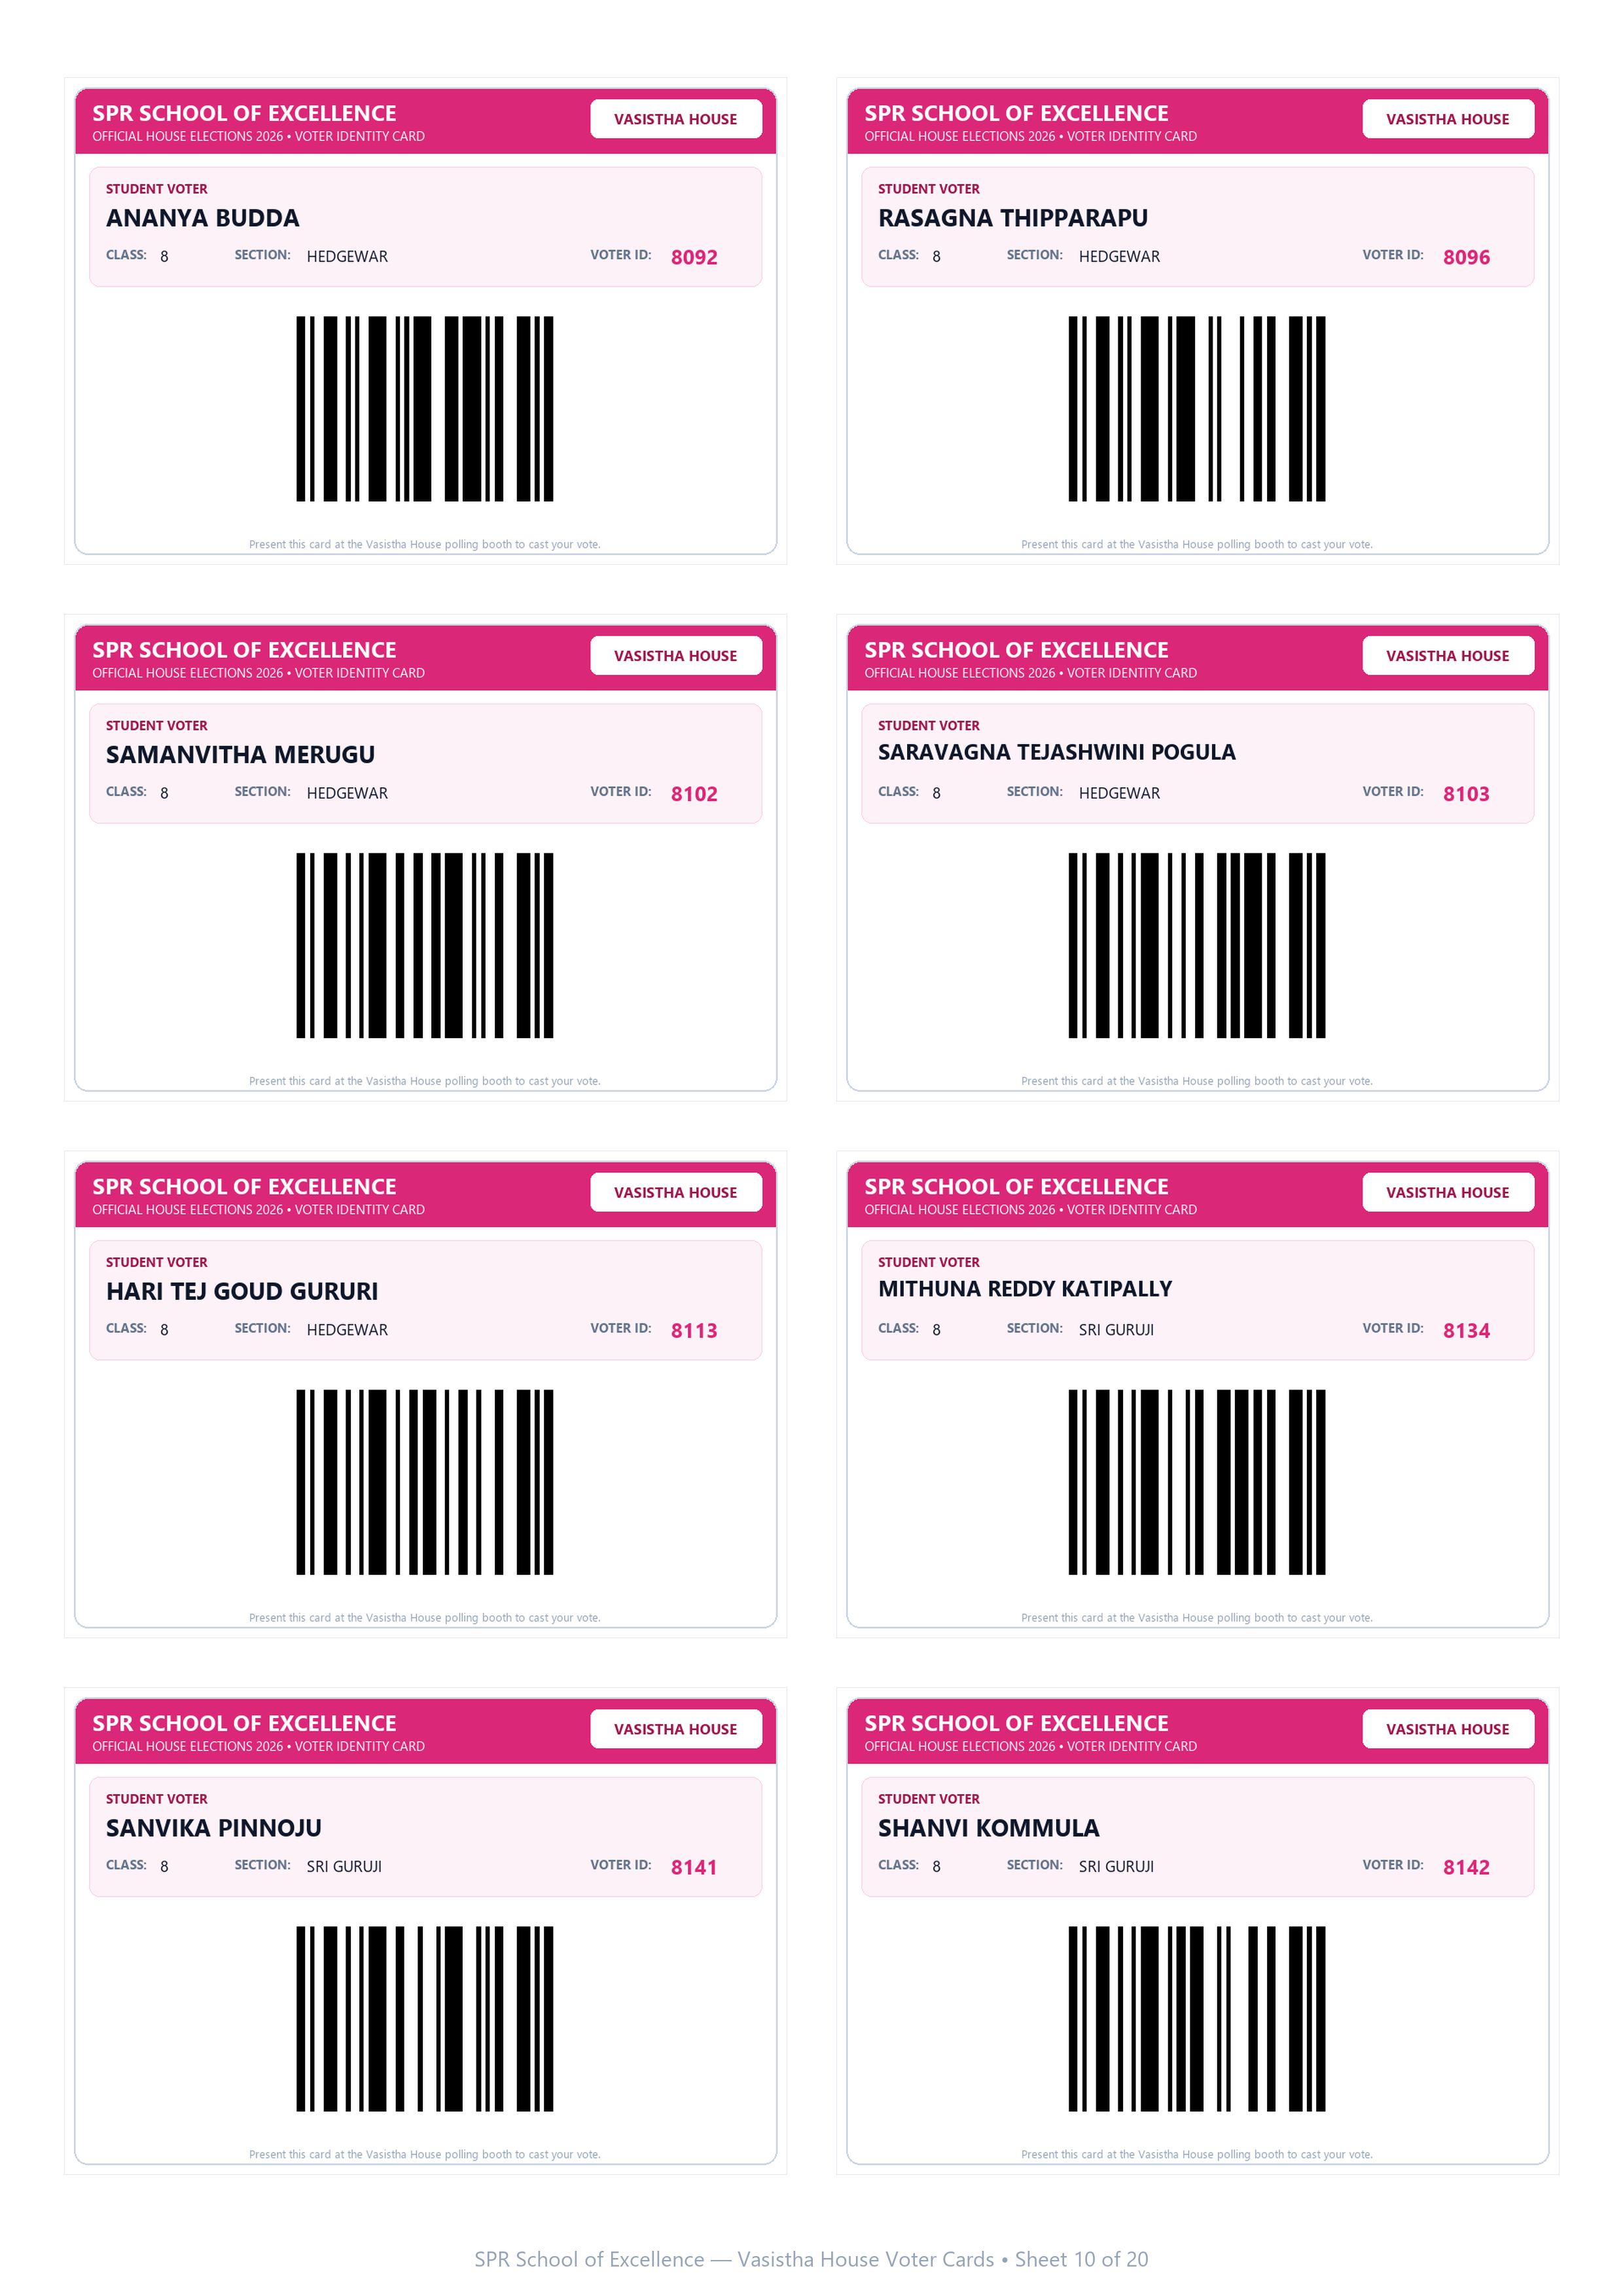 SPR SCHOOL OF EXCELLENCE
OFFICIAL HOUSE ELECTIONS 2026 • VOTER IDENTITY CARD
VASISTHA HOUSE
STUDENT VOTER
ANANYA BUDDA
CLASS: 8 SECTION: HEDGEWAR VOTER ID: 8092
Present this card at the Vasistha House polling booth to cast your vote.
SPR SCHOOL OF EXCELLENCE
OFFICIAL HOUSE ELECTIONS 2026 • VOTER IDENTITY CARD
VASISTHA HOUSE
STUDENT VOTER
RASAGNA THIPPARAPU
CLASS: 8 SECTION: HEDGEWAR VOTER ID: 8096
Present this card at the Vasistha House polling booth to cast your vote.
SPR SCHOOL OF EXCELLENCE
OFFICIAL HOUSE ELECTIONS 2026 • VOTER IDENTITY CARD
VASISTHA HOUSE
STUDENT VOTER
SAMANVITHA MERUGU
CLASS: 8 SECTION: HEDGEWAR VOTER ID: 8102
Present this card at the Vasistha House polling booth to cast your vote.
SPR SCHOOL OF EXCELLENCE
OFFICIAL HOUSE ELECTIONS 2026 • VOTER IDENTITY CARD
VASISTHA HOUSE
STUDENT VOTER
SARAVAGNA TEJASHWINI POGULA
CLASS: 8 SECTION: HEDGEWAR VOTER ID: 8103
Present this card at the Vasistha House polling booth to cast your vote.
SPR SCHOOL OF EXCELLENCE
OFFICIAL HOUSE ELECTIONS 2026 • VOTER IDENTITY CARD
VASISTHA HOUSE
STUDENT VOTER
HARI TEJ GOUD GURURI
CLASS: 8 SECTION: HEDGEWAR VOTER ID: 8113
Present this card at the Vasistha House polling booth to cast your vote.
SPR SCHOOL OF EXCELLENCE
OFFICIAL HOUSE ELECTIONS 2026 • VOTER IDENTITY CARD
VASISTHA HOUSE
STUDENT VOTER
MITHUNA REDDY KATIPALLY
CLASS: 8 SECTION: SRI GURUJI VOTER ID: 8134
Present this card at the Vasistha House polling booth to cast your vote.
SPR SCHOOL OF EXCELLENCE
OFFICIAL HOUSE ELECTIONS 2026 • VOTER IDENTITY CARD
VASISTHA HOUSE
STUDENT VOTER
SANVIKA PINNOJU
CLASS: 8 SECTION: SRI GURUJI VOTER ID: 8141
Present this card at the Vasistha House polling booth to cast your vote.
SPR SCHOOL OF EXCELLENCE
OFFICIAL HOUSE ELECTIONS 2026 • VOTER IDENTITY CARD
VASISTHA HOUSE
STUDENT VOTER
SHANVI KOMMULA
CLASS: 8 SECTION: SRI GURUJI VOTER ID: 8142
Present this card at the Vasistha House polling booth to cast your vote.
SPR School of Excellence — Vasistha House Voter Cards • Sheet 10 of 20